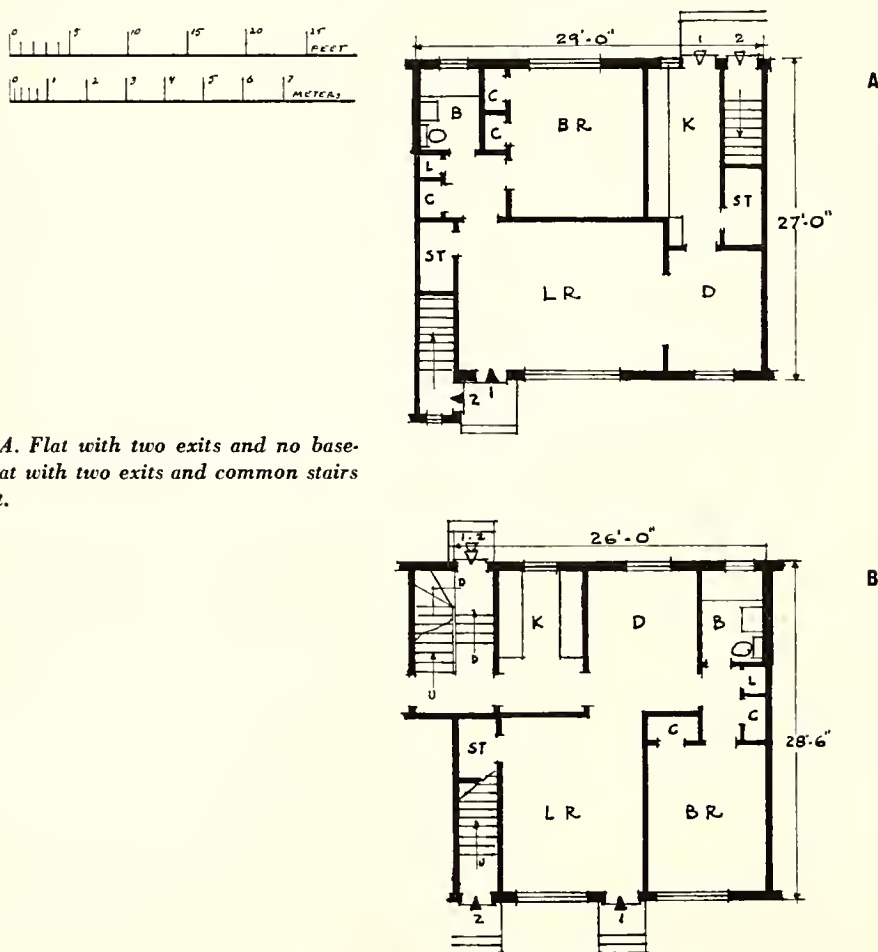 0 5 10 15 20 25
FEET
0 1 2 3 4 5 6 7
METERS
A. Flat with two exits and no base-
at with two exits and common stairs
A
29'-0"
1 2
B C BR K
C
L
C ST
27'-0"
ST
LR D
2 1
B
1-2
26'-0"
D
K D B
D
U
L
C C
28'-6"
ST
LR BR
U
2 1